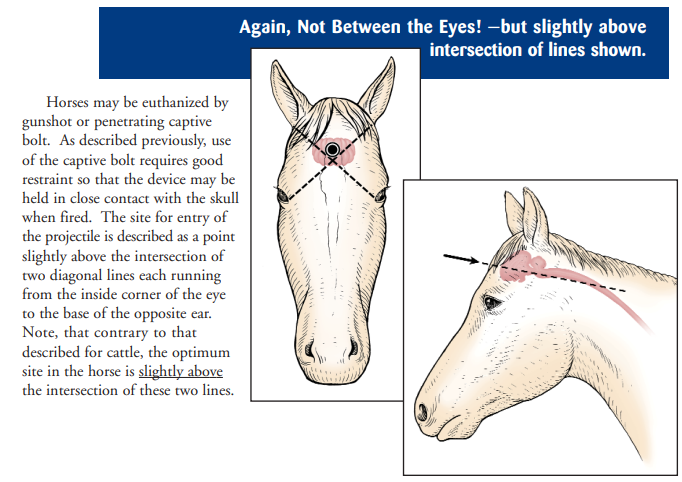 Again, Not Between the Eyes! –but slightly above
intersection of lines shown.
Horses may be euthanized by
gunshot or penetrating captive
bolt. As described previously, use
of the captive bolt requires good
restraint so that the device may be
held in close contact with the skull
when fired. The site for entry of
the projectile is described as a point
slightly above the intersection of
two diagonal lines each running
from the inside corner of the eye
to the base of the opposite ear.
Note, that contrary to that
described for cattle, the optimum
site in the horse is slightly above
the intersection of these two lines.